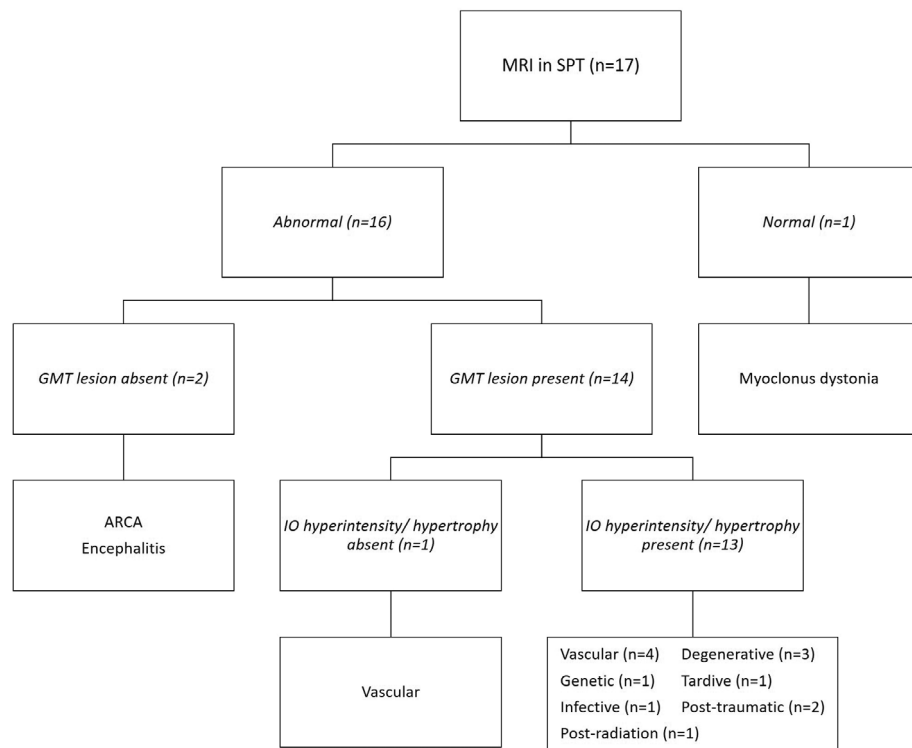 MRI in SPT (n=17)
Abnormal (n=16)
Normal (n=1)
GMT lesion absent (n=2)
GMT lesion present (n=14)
Myoclonus dystonia
ARCA
Encephalitis
IO hyperintensity/ hypertrophy
absent (n=1)
IO hyperintensity/ hypertrophy
present (n=13)
Vascular
Vascular (n=4) Degenerative (n=3)
Genetic (n=1) Tardive (n=1)
Infective (n=1) Post-traumatic (n=2)
Post-radiation (n=1)